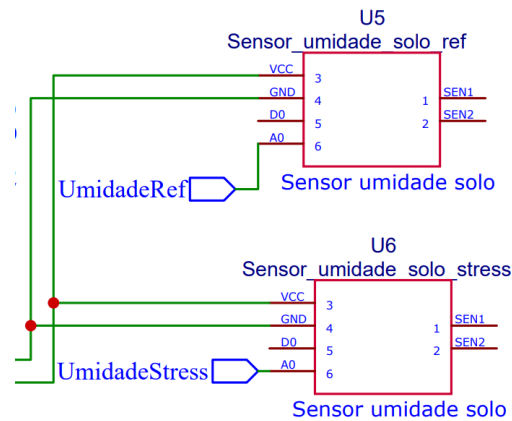 U5
Sensor_umidade_solo_ref
VCC 3
GND 4 1 SEN1
D0 5 2 SEN2
A0 6
UmidadeRef Sensor umidade solo
U6
Sensor_umidade_solo_stress
VCC 3
GND 4 1 SEN1
D0 5 2 SEN2
UmidadeStress A0 6
Sensor umidade solo